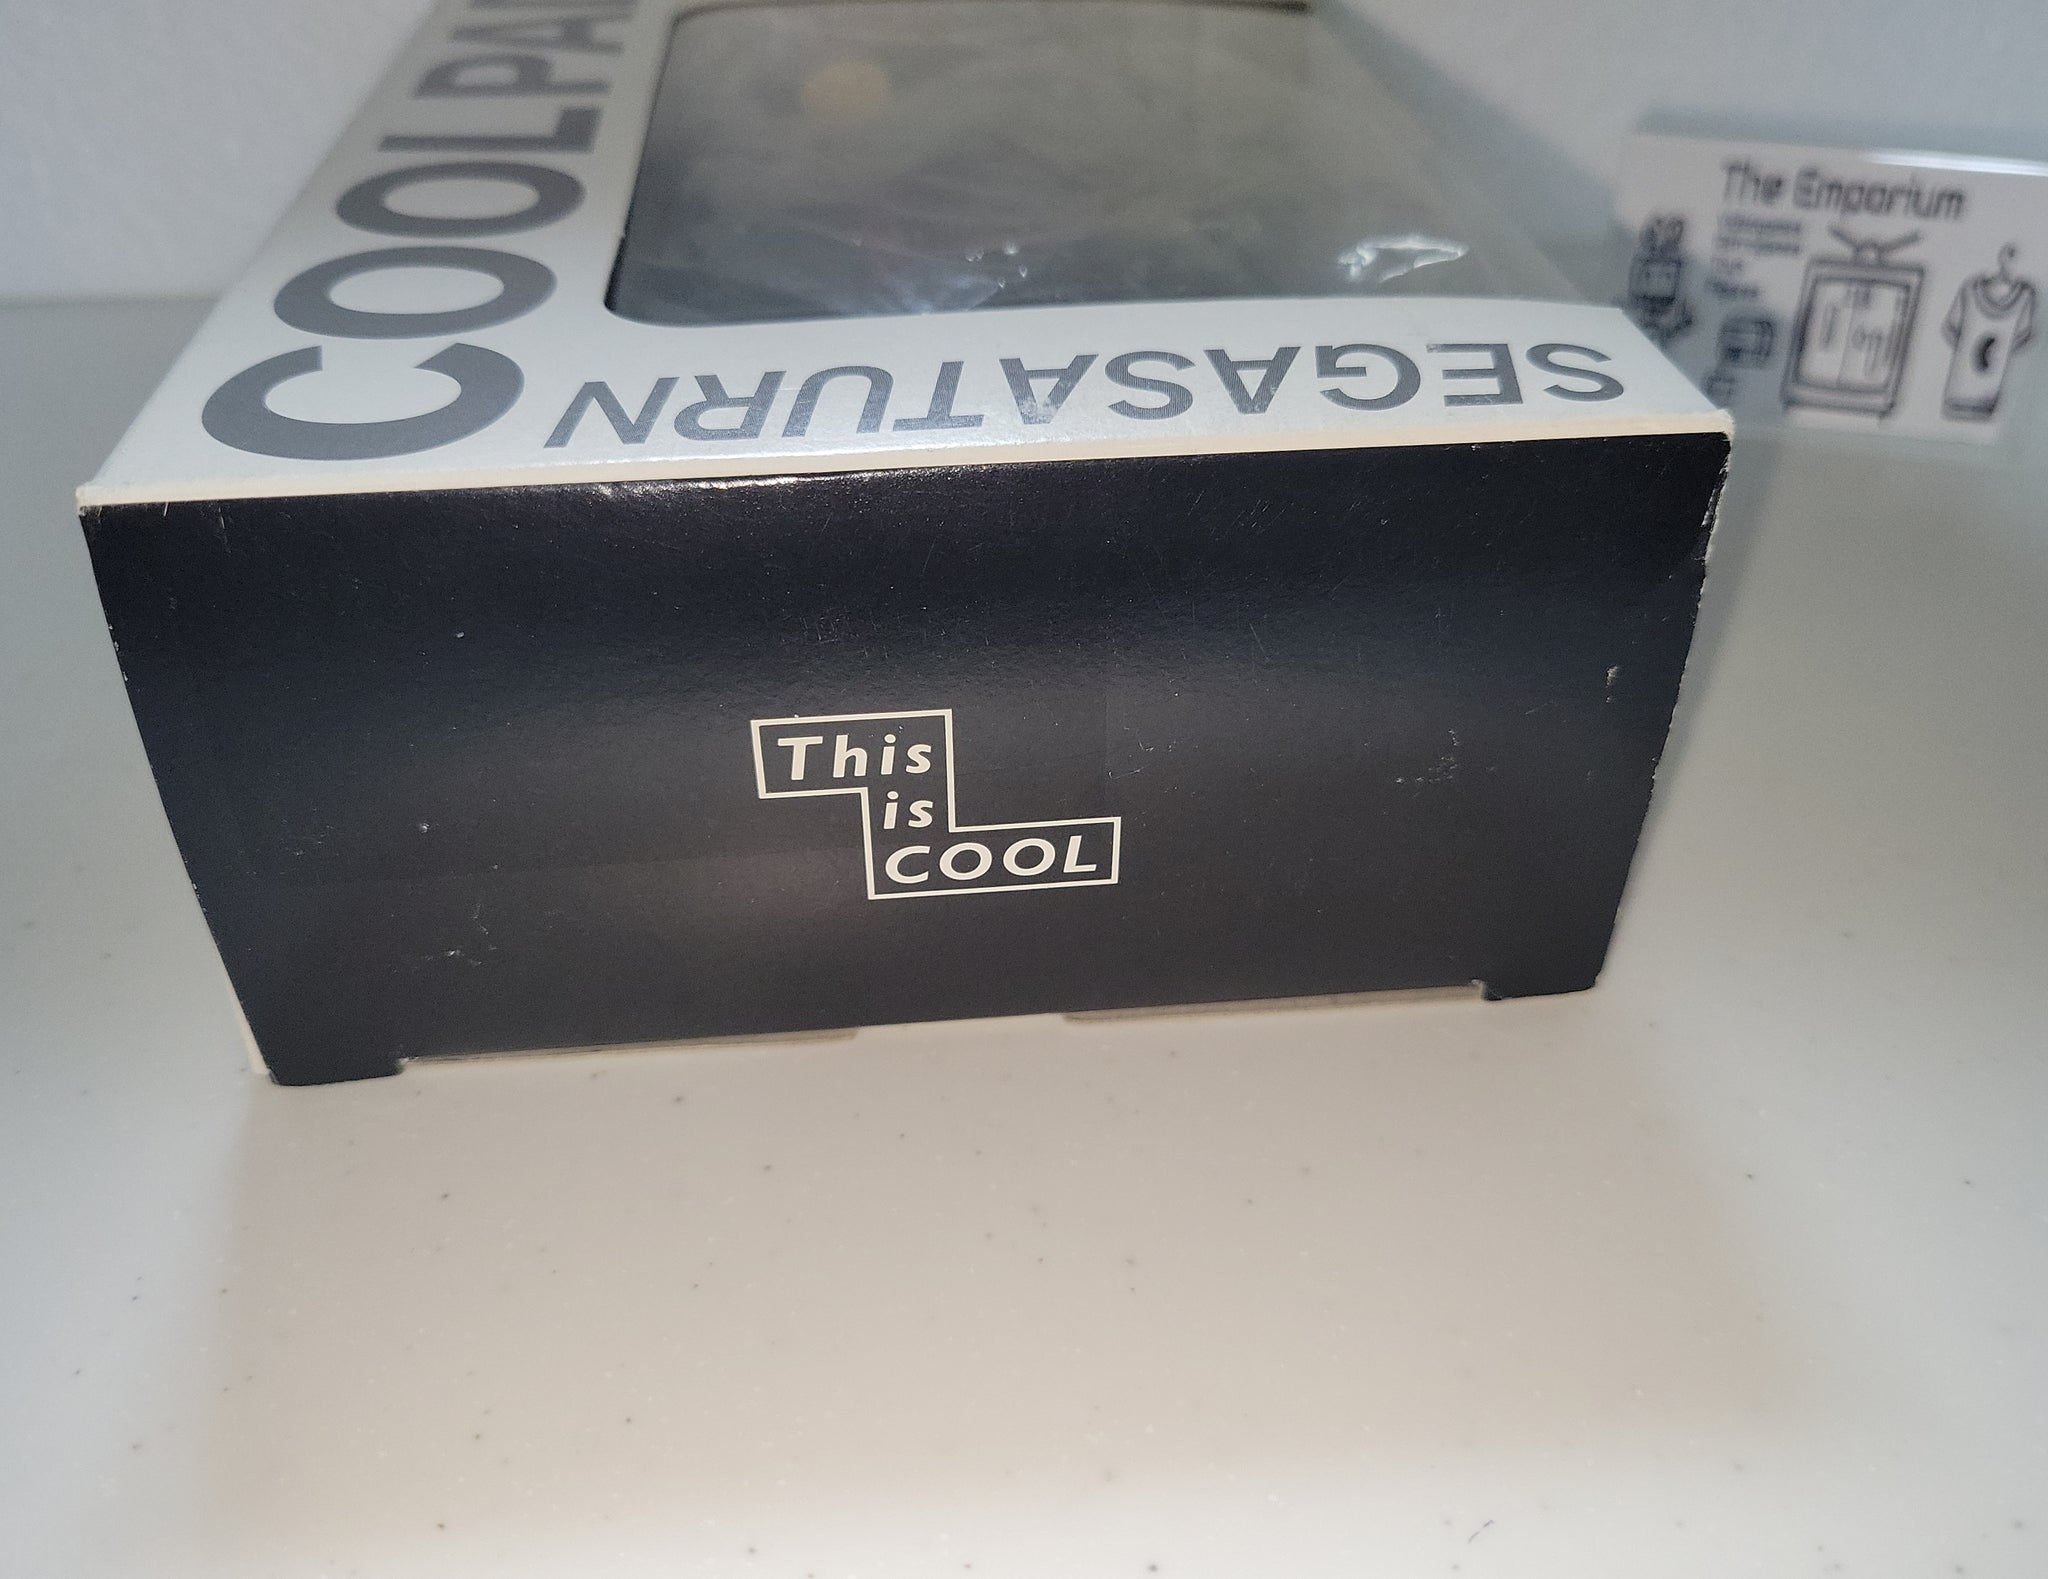 COOLPA
SEGASATURN
This
is
COOL
The Emporium